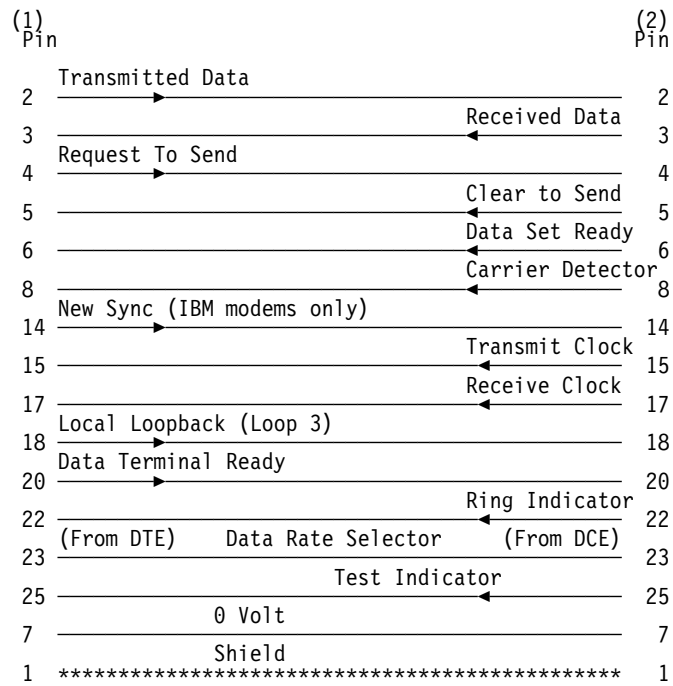 (1) (2)
Pin Pin
Transmitted Data
2 2
Received Data
3 3
Request To Send
4 4
Clear to Send
5 5
Data Set Ready
6 6
Carrier Detector
8 8
New Sync (IBM modems only)
14 14
Transmit Clock
15 15
Receive Clock
17 17
Local Loopback (Loop 3)
18 18
Data Terminal Ready
20 20
Ring Indicator
22 22
(From DTE) Data Rate Selector (From DCE)
23 23
Test Indicator
25 25
0 Volt
7 7
Shield
1 *********************************************** 1